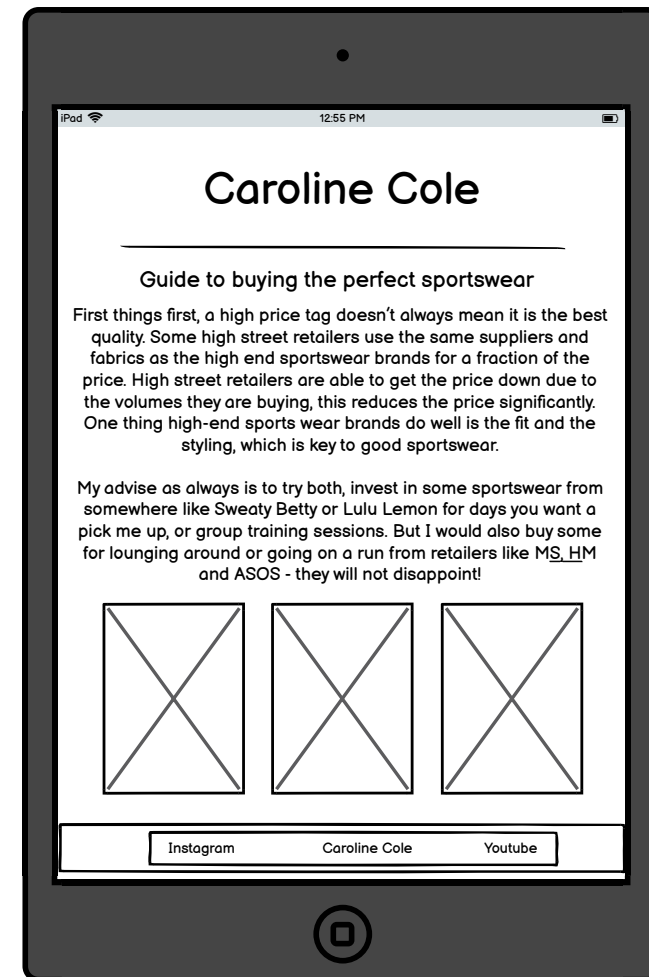 iPad
12:55 PM
Caroline Cole
Guide to buying the perfect sportswear
First things first, a high price tag doesn't always mean it is the best
quality. Some high street retailers use the same suppliers and
fabrics as the high end sportswear brands for a fraction of the
price. High street retailers are able to get the price down due to
the volumes they are buying, this reduces the price significantly.
One thing high-end sports wear brands do well is the fit and the
styling, which is key to good sportswear.
My advise as always is to try both, invest in some sportswear from
somewhere like Sweaty Betty or Lulu Lemon for days you want a
pick me up, or group training sessions. But I would also buy some
for lounging around or going on a run from retailers like MS, HM
and ASOS - they will not disappoint!
Instagram Caroline Cole Youtube